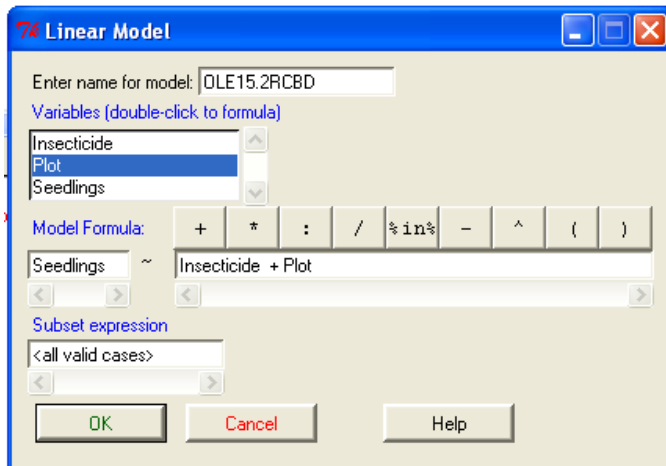 Linear Model
Enter name for model: OLE15.2RCBD
Variables (double-click to formula)
Insecticide
Plot
Seedlings
Model Formula: + * : / %in% - ^ ( )
Seedlings ~ Insecticide + Plot
Subset expression
<all valid cases>
OK Cancel Help